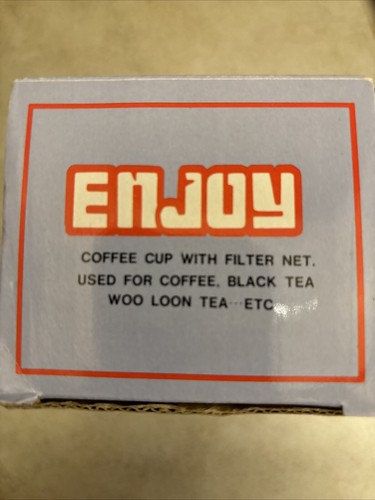 ENJOY
COFFEE CUP WITH FILTER NET.
USED FOR COFFEE, BLACK TEA
WOO LOON TEA···ETC